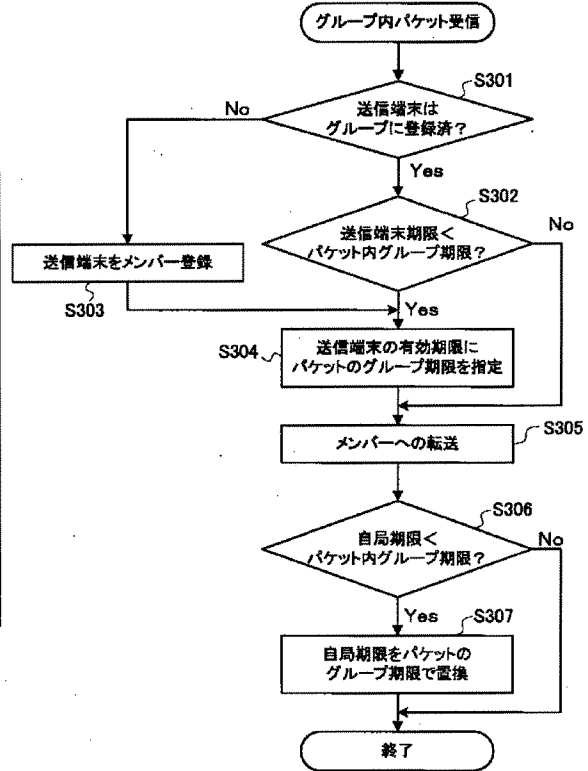 グループ内パケット受信
S301
送信端末は
グループに登録済？
No
Yes
S302
送信端末期限＜
パケット内グループ期限？
No
送信端末をメンバー登録
S303
Yes
S304
送信端末の有効期限に
パケットのグループ期限を指定
S305
メンバーへの転送
S306
自局期限＜
パケット内グループ期限？
No
Yes
S307
自局期限をパケットの
グループ期限で置換
終了